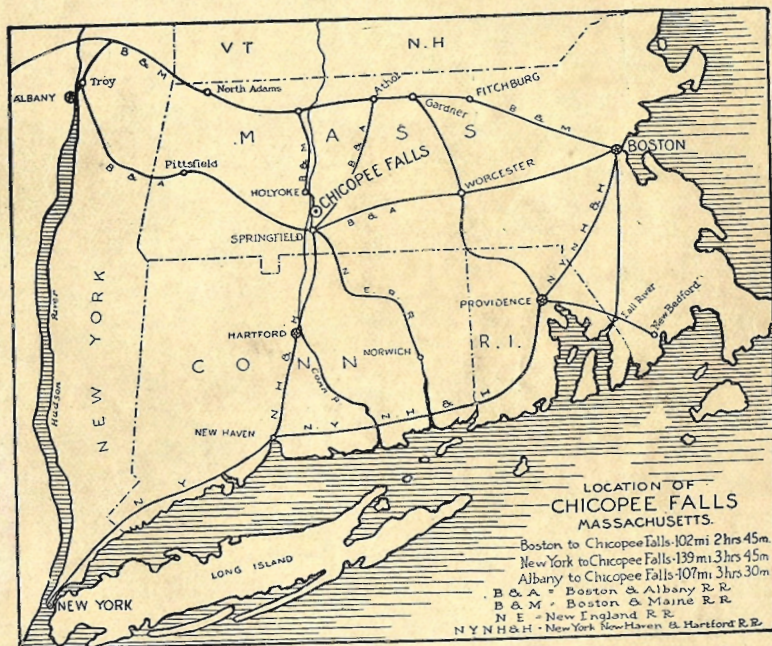 VT
N.H
B & M
Troy
ALBANY
North Adams
Athol
Gardner
FITCHBURG
B & M
MASS
B & A
B & M
BOSTON
Pittsfield
B & A
HOLYOKE
CHICOPEE FALLS
WORCESTER
B & A
SPRINGFIELD
N Y N H & H
N E R R
PROVIDENCE
Fall River
New Bedford
River
Hudson
NEW YORK
HARTFORD
NORWICH
R.I.
CONN
N H & H
Conn R
NEW HAVEN
N Y N H & H
N Y
LONG ISLAND
NEW YORK
LOCATION OF
CHICOPEE FALLS
MASSACHUSETTS.
Boston to Chicopee Falls-102mi 2hrs 45m.
New York to Chicopee Falls-139mi 3hrs 45m
Albany to Chicopee Falls-107mi 3hrs.30m
B & A = Boston & Albany R R
B & M = Boston & Maine R R
N E = New England R R
N Y N H & H - New York New Haven & Hartford R R.